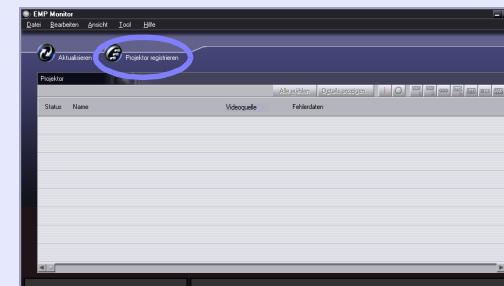 EMP Monitor
Datei Bearbeiten Ansicht Tool Hilfe
Aktualisieren Projektor registrieren
Projektor
Alle wählen Details anzeigen
Status Name Videoquelle Fehlerdaten